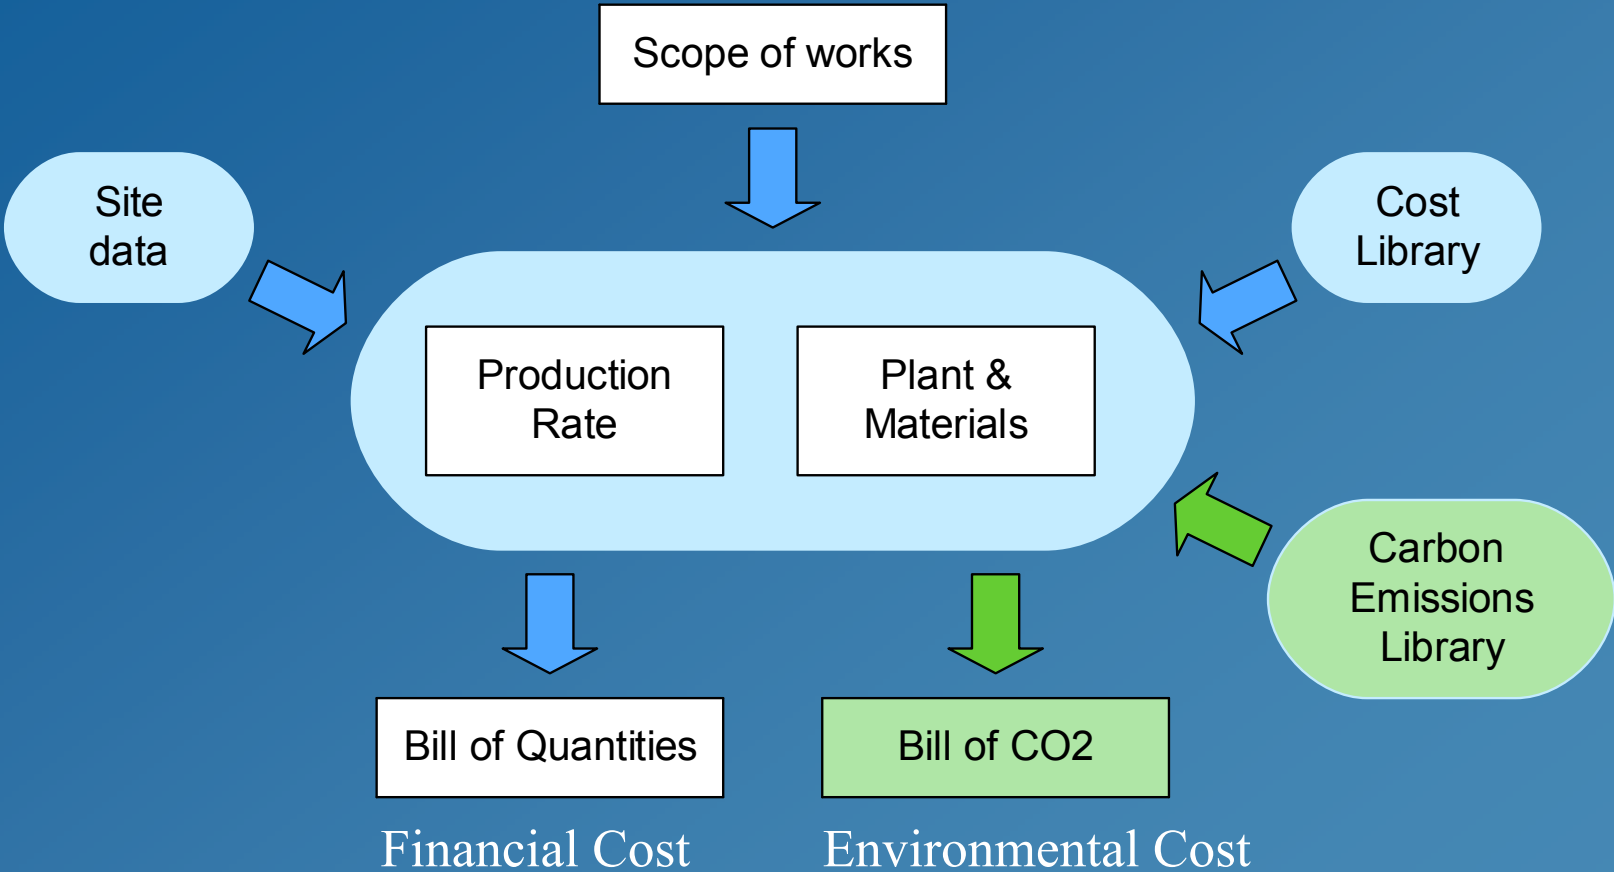 Scope of works
Site
data
Cost
Library
Production
Rate
Plant &
Materials
Carbon
Emissions
Library
Bill of Quantities
Bill of CO2
Financial Cost
Environmental Cost